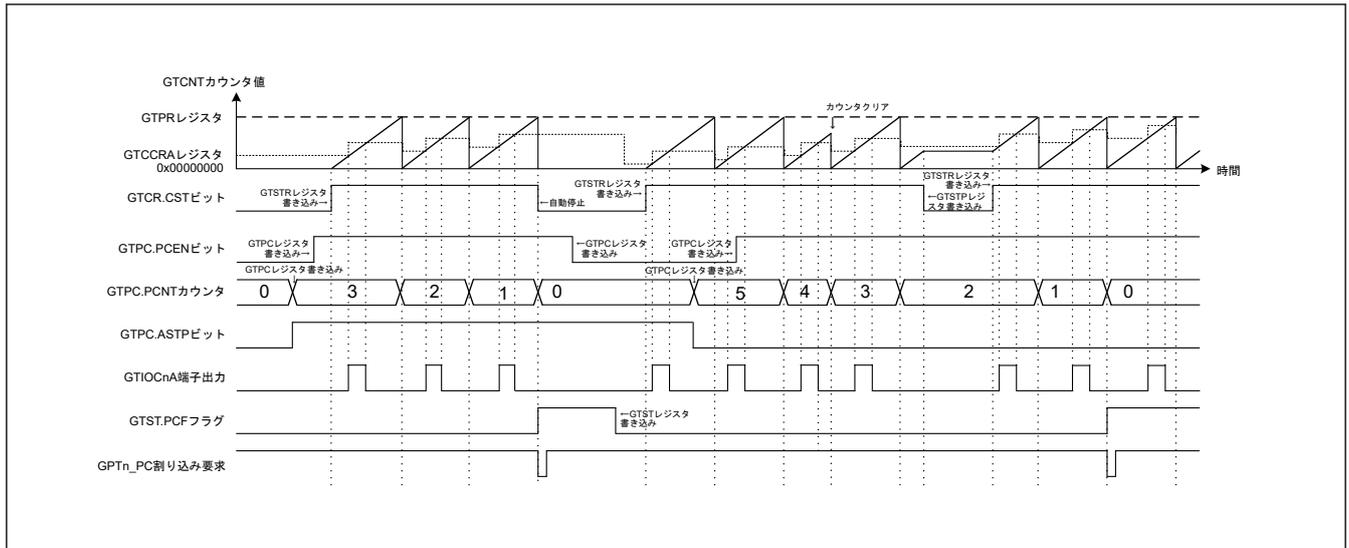 GTCNTカウンタ値
GTPRレジスタ
カウンタクリア
GTCCRAレジスタ
0x00000000
時間
GTCR.CSTビット
GTSTRレジスタ
書き込み→
←自動停止
GTSTRレジスタ
書き込み→
GTSTRレジスタ
書き込み→
←GTSTPレジ
スタ書き込み
GTPC.PCENビット
GTPCレジスタ
書き込み→
←GTPCレジスタ
書き込み
GTPCレジスタ
書き込み→
GTPCレジスタ書き込み
GTPCレジスタ書き込み
GTPC.PCNTカウンタ
0 3 2 1 0 5 4 3 2 1 0
GTPC.ASTPビット
GTIOCnA端子出力
GTST.PCFフラグ
←GTSTレジスタ
書き込み
GPTn_PC割り込み要求